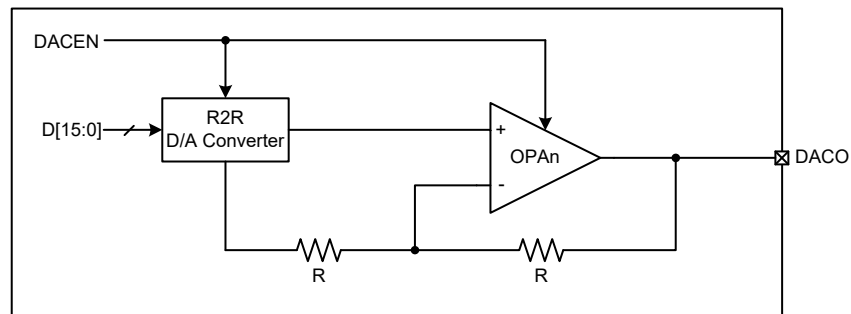 DACEN
R2R
D/A Converter
D[15:0]
+
OPAn
-
DACO
R
R